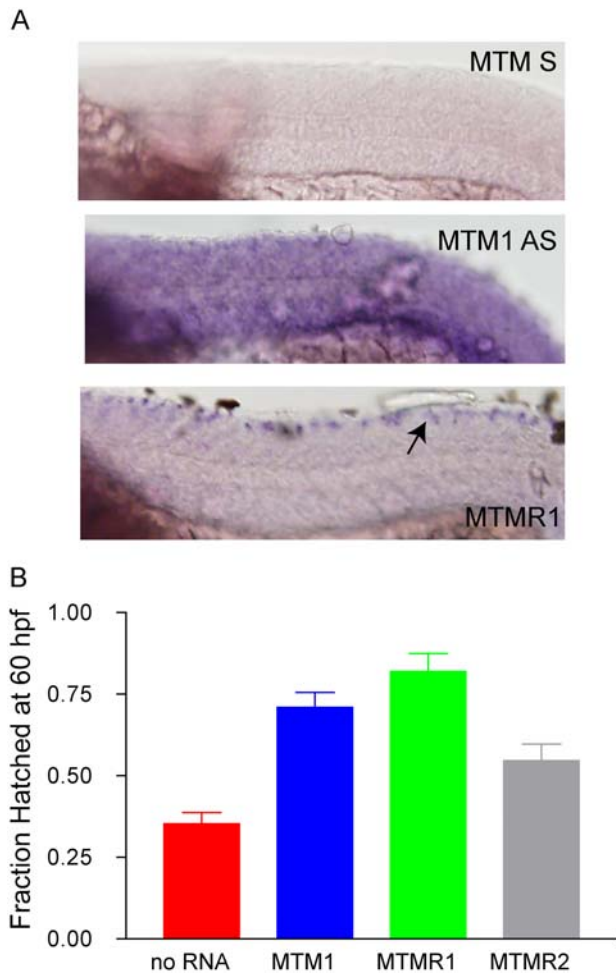 A
MTM S
MTM1 AS
MTMR1
B
Fraction Hatched at 60 hpf
1.00
0.75
0.50
0.25
0.00
no RNA MTM1 MTMR1 MTMR2